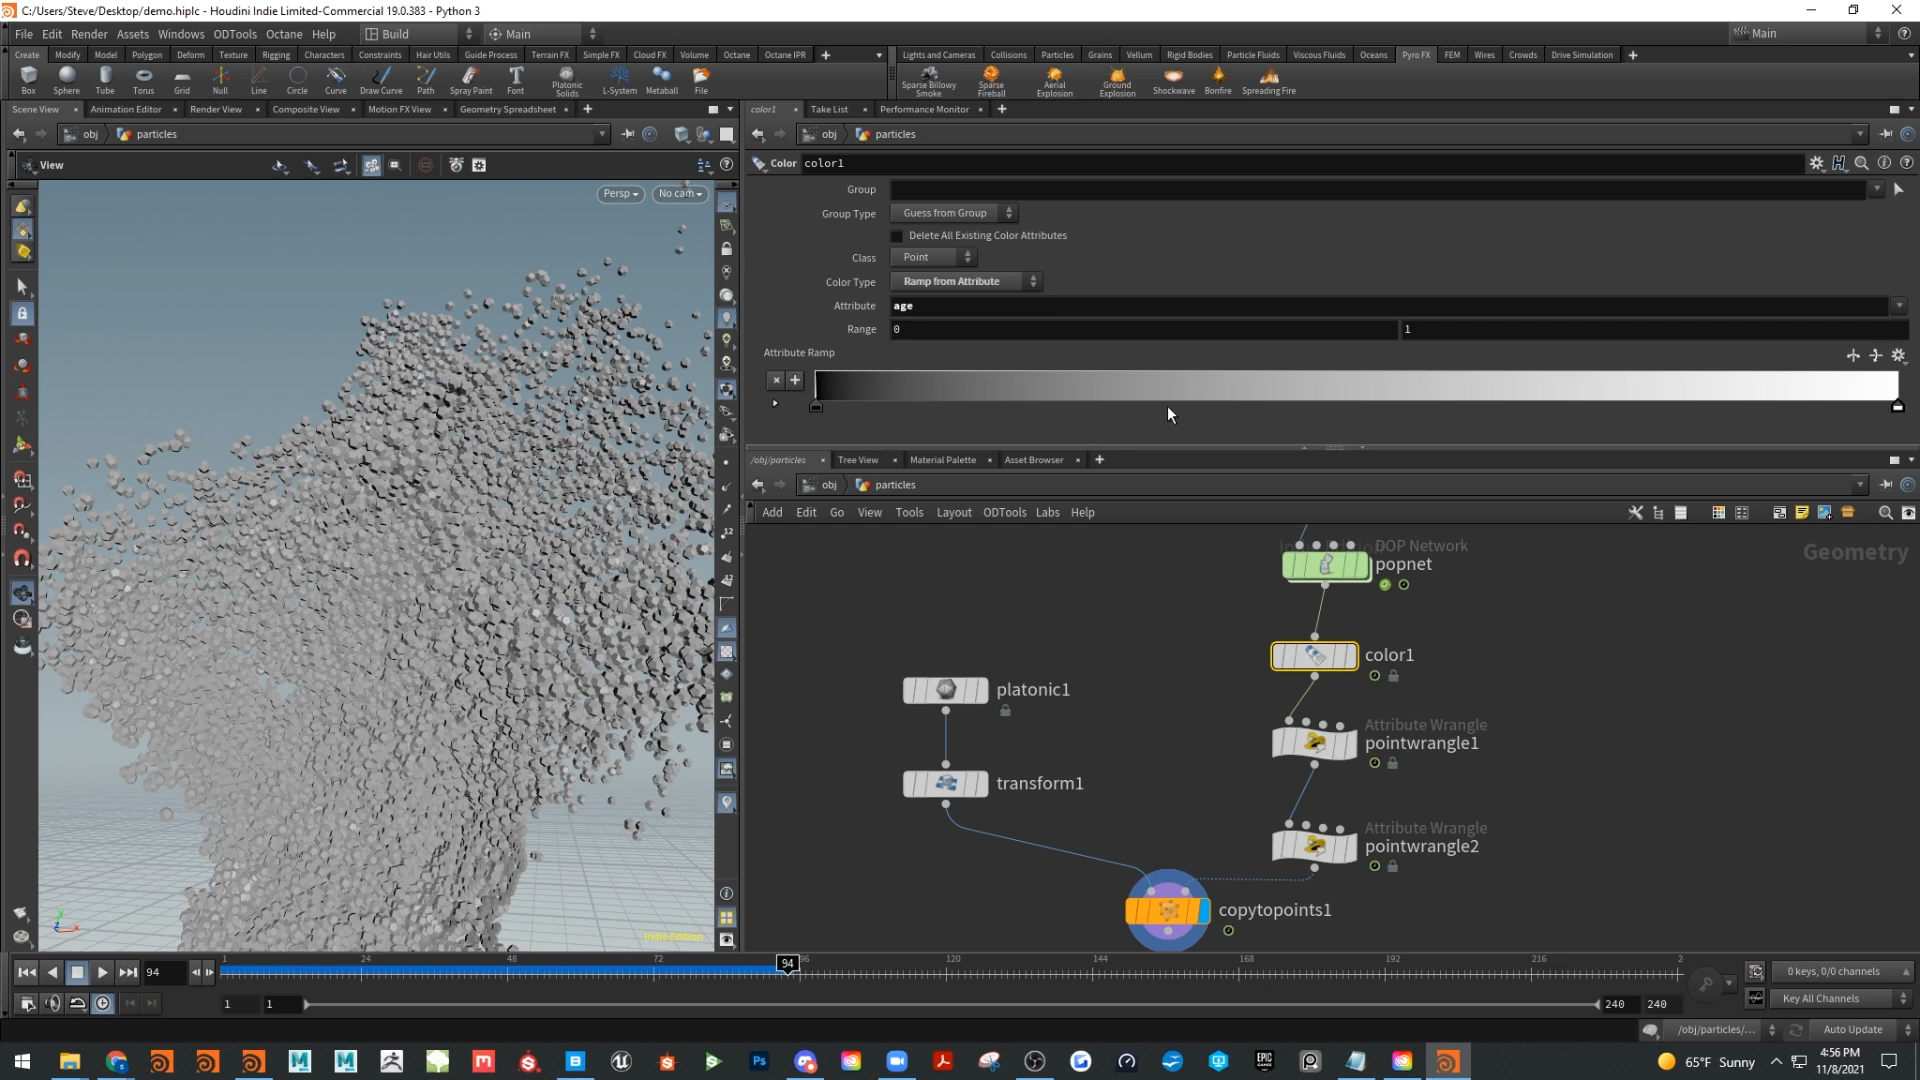 C:/Users/Steve/Desktop/demo.hiplc - Houdini Indie Limited-Commercial 19.0.383 - Python 3
File Edit Render Assets Windows ODTools Octane Help Build Main Main
Create Modify Model Polygon Deform Texture Rigging Characters Constraints Hair Utils Guide Process Terrain FX Simple FX Cloud FX Volume Octane Octane IPR
Lights and Cameras Collisions Particles Grains Vellum Rigid Bodies Particle Fluids Viscous Fluids Oceans Pyro FX FEM Wires Crowds Drive Simulation
Box Sphere Tube Torus Grid Null Line Circle Curve Draw Curve Path Spray Paint Font Platonic Solids L-System Metaball File
Sparse Billowy Smoke Sparse Fireball Aerial Explosion Ground Explosion Shockwave Bonfire Spreading Fire
Scene View Animation Editor Render View Composite View Motion FX View Geometry Spreadsheet
color1 Take List Performance Monitor
obj particles
obj particles
View
Persp No cam
Color color1
Group
Group Type Guess from Group
Delete All Existing Color Attributes
Class Point
Color Type Ramp from Attribute
Attribute age
Range 0 1
Attribute Ramp
/obj/particles Tree View Material Palette Asset Browser
obj particles
Add Edit Go View Tools Layout ODTools Labs Help
Geometry
DOP Network
popnet
color1
platonic1
Attribute Wrangle
pointwrangle1
transform1
Attribute Wrangle
pointwrangle2
copytopoints1
Indie Edition
94
1 24 48 72 94 96 120 144 168 192 216 2
0 keys, 0/0 channels
1 1 240 240
Key All Channels
/obj/particles/... Auto Update
65°F Sunny
4:56 PM
11/8/2021